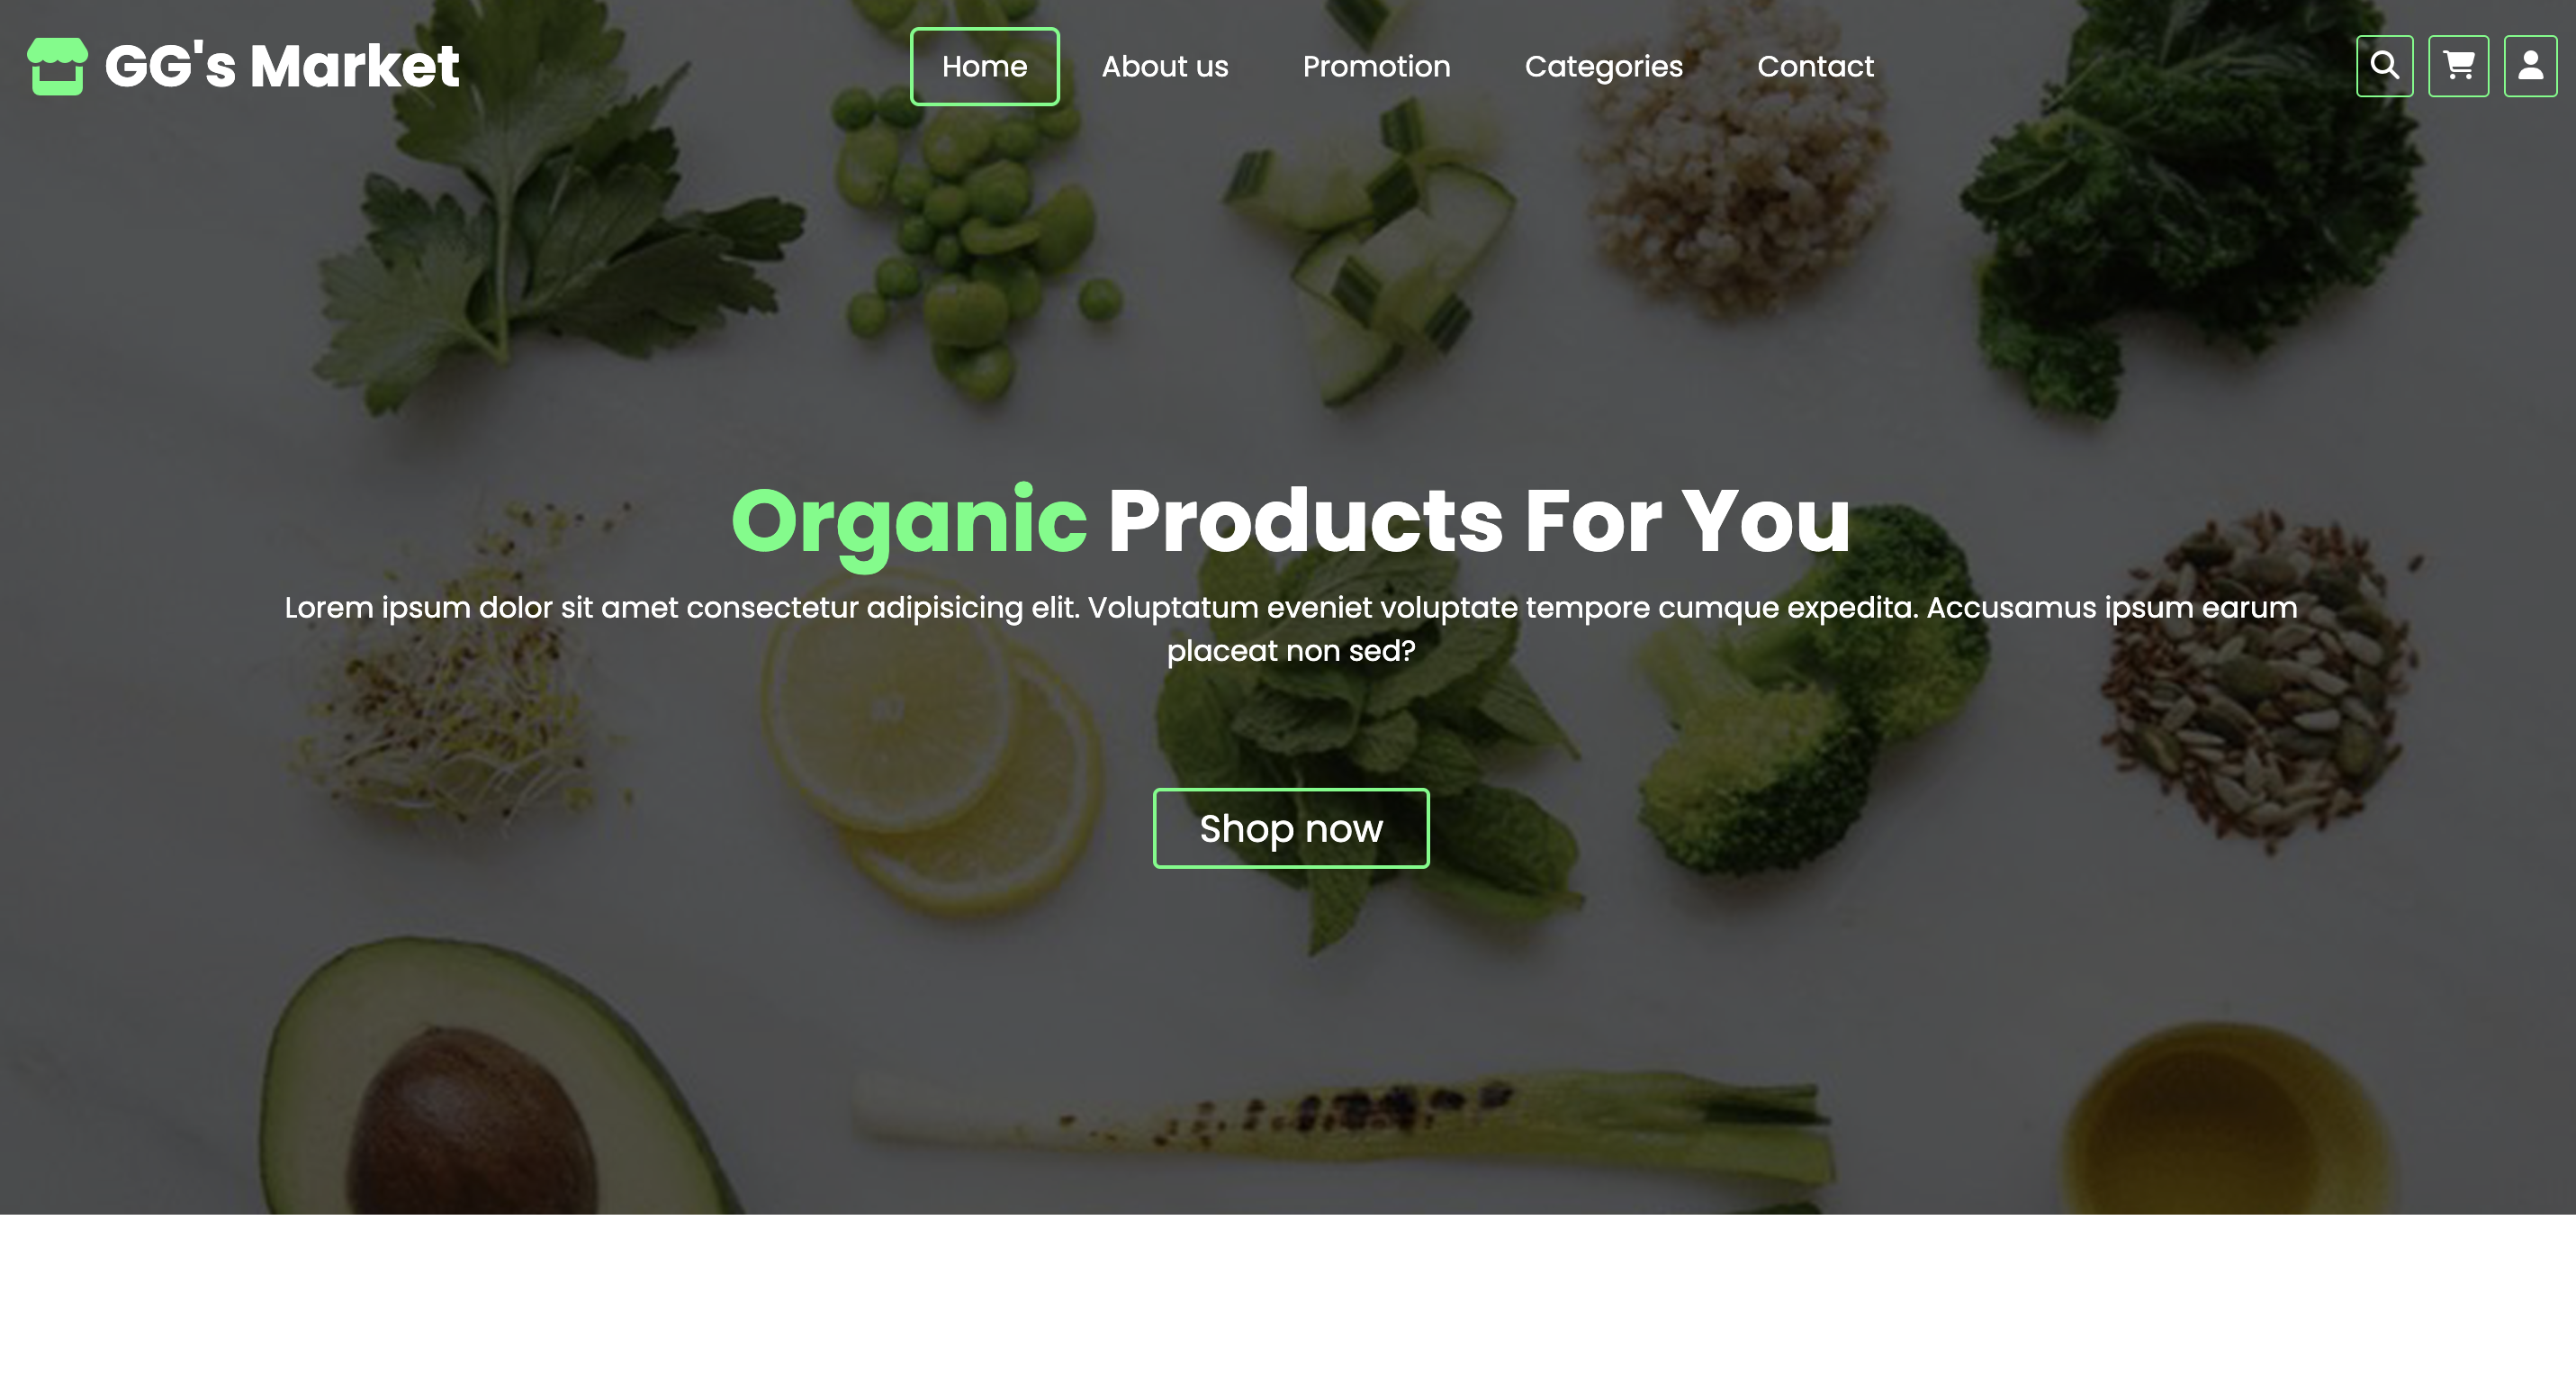 GG's Market
Home
About us
Promotion
Categories
Contact
Organic Products For You
Lorem ipsum dolor sit amet consectetur adipisicing elit. Voluptatum eveniet voluptate tempore cumque expedita. Accusamus ipsum earum
placeat non sed?
Shop now